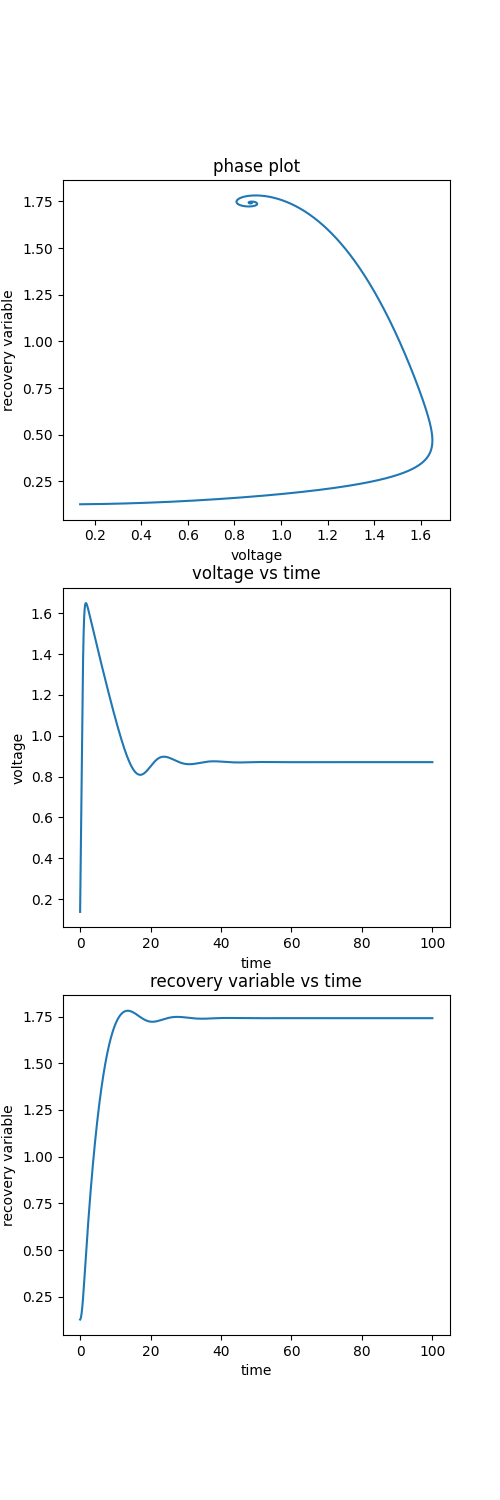 phase plot
recovery variable
1.75
1.50
1.25
1.00
0.75
0.50
0.25
0.2 0.4 0.6 0.8 1.0 1.2 1.4 1.6
voltage
voltage vs time
voltage
1.6
1.4
1.2
1.0
0.8
0.6
0.4
0.2
0 20 40 60 80 100
time
recovery variable vs time
recovery variable
1.75
1.50
1.25
1.00
0.75
0.50
0.25
0 20 40 60 80 100
time